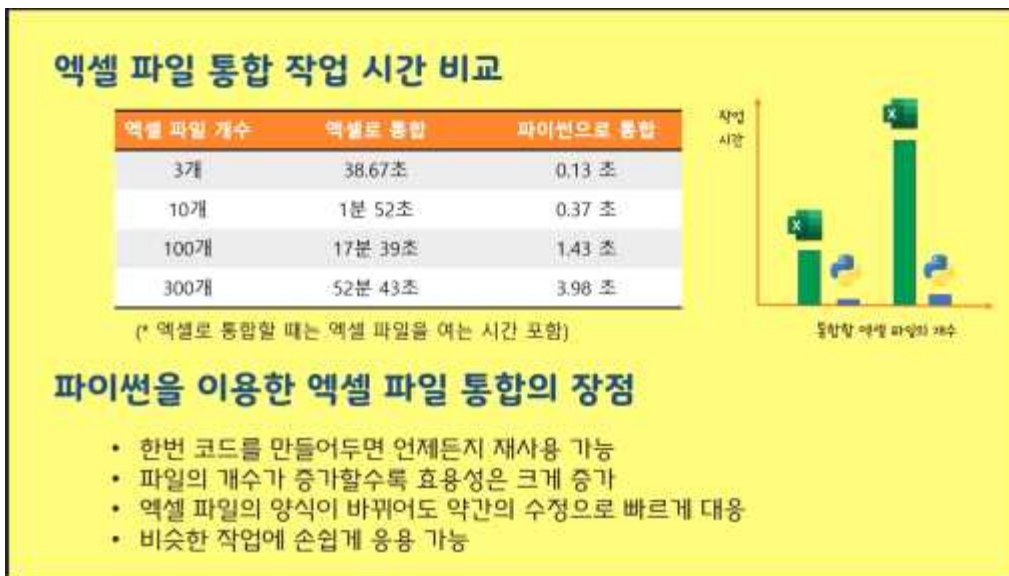 엑셀 파일 통합 작업 시간 비교
엑셀 파일 개수 엑셀로 통합 파이썬으로 통합
3개 38.67초 0.13 초
10개 1분 52초 0.37 초
100개 17분 39초 1.43 초
300개 52분 43초 3.98 초
(* 엑셀로 통합할 때는 엑셀 파일을 여는 시간 포함)
작업
시간
통합할 엑셀 파일의 개수
파이썬을 이용한 엑셀 파일 통합의 장점
• 한번 코드를 만들어두면 언제든지 재사용 가능
• 파일의 개수가 증가할수록 효용성은 크게 증가
• 엑셀 파일의 양식이 바뀌어도 약간의 수정으로 빠르게 대응
• 비슷한 작업에 손쉽게 응용 가능